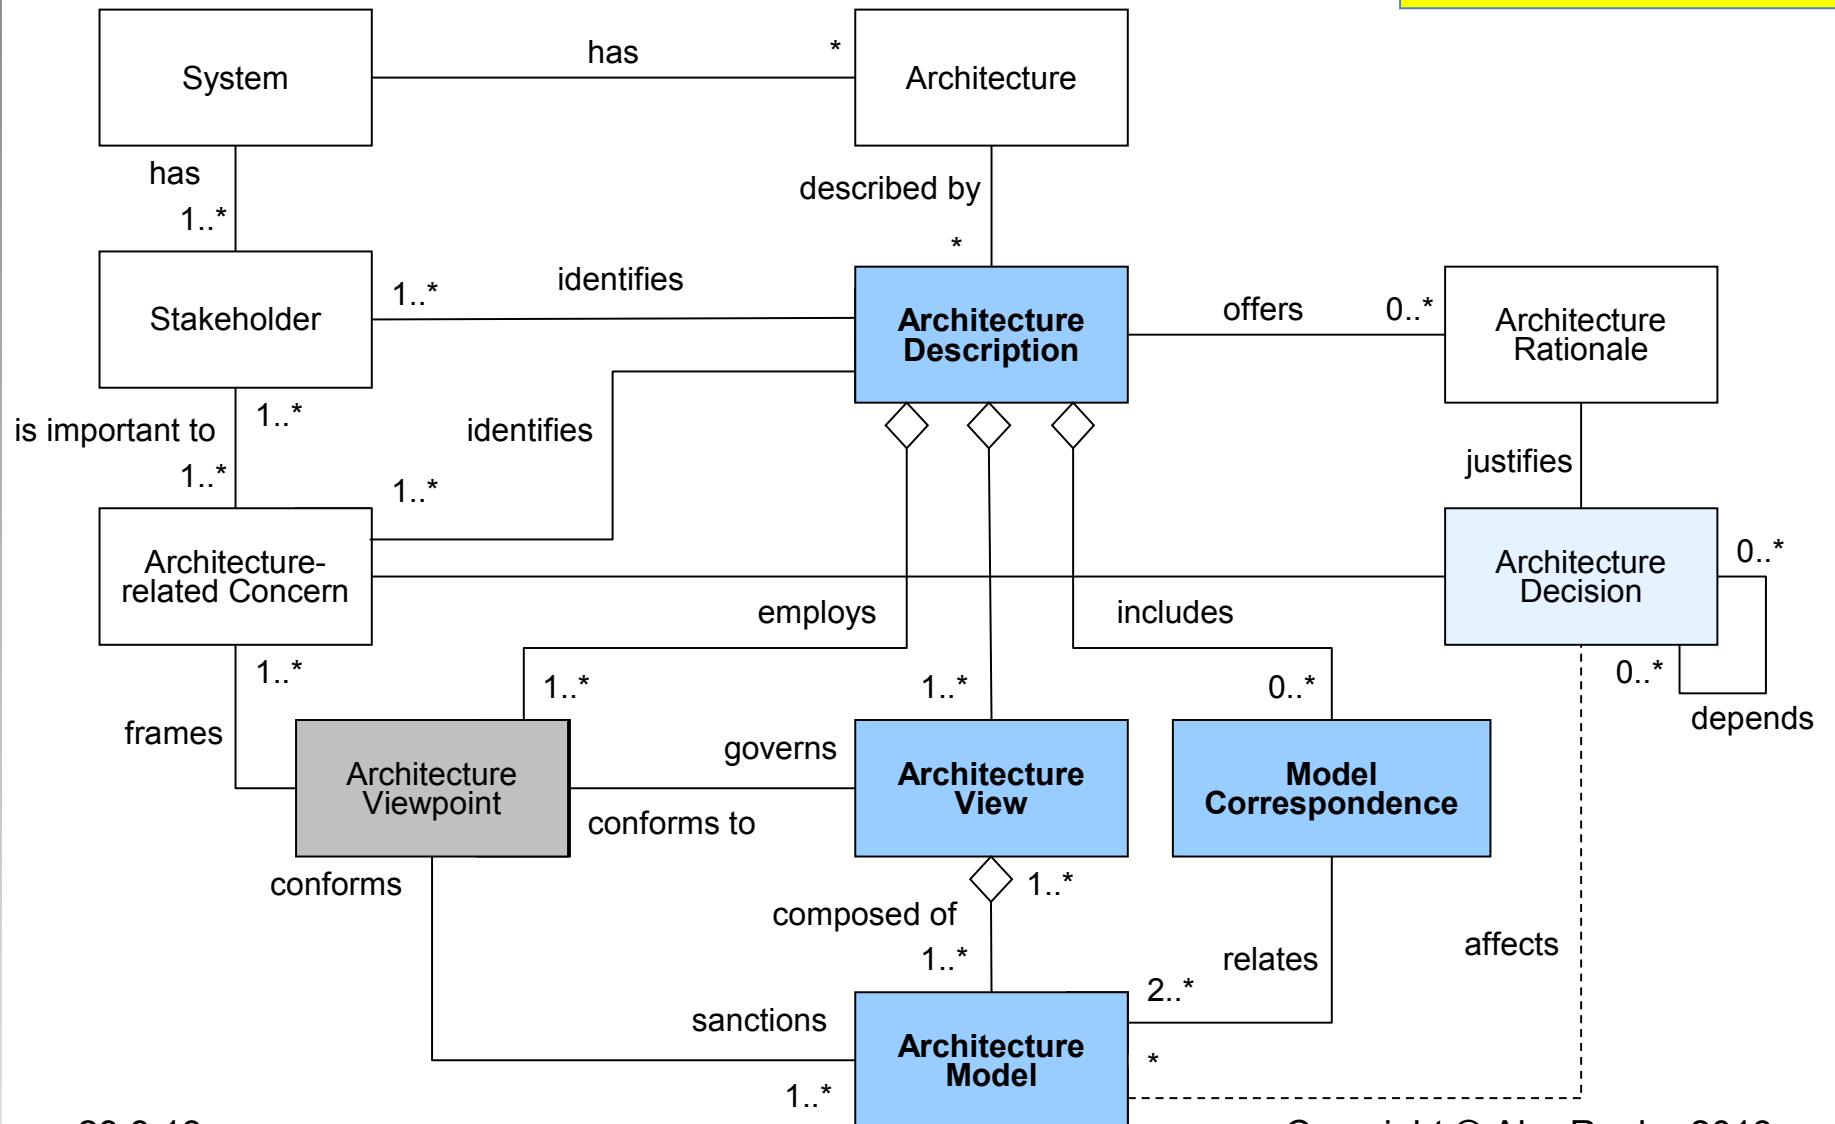 has
*
System
Architecture
has
described by
1..*
*
identifies
1..*
Stakeholder
Architecture
Description
offers
0..*
Architecture
Rationale
1..*
is important to
identifies
1..*
1..*
justifies
Architecture-
related Concern
Architecture
Decision
0..*
employs
includes
1..*
1..*
1..*
0..*
0..*
depends
frames
governs
Architecture
Viewpoint
Architecture
View
Model
Correspondence
conforms to
conforms
1..*
composed of
1..*
relates
affects
2..*
sanctions
Architecture
Model
*
1..*